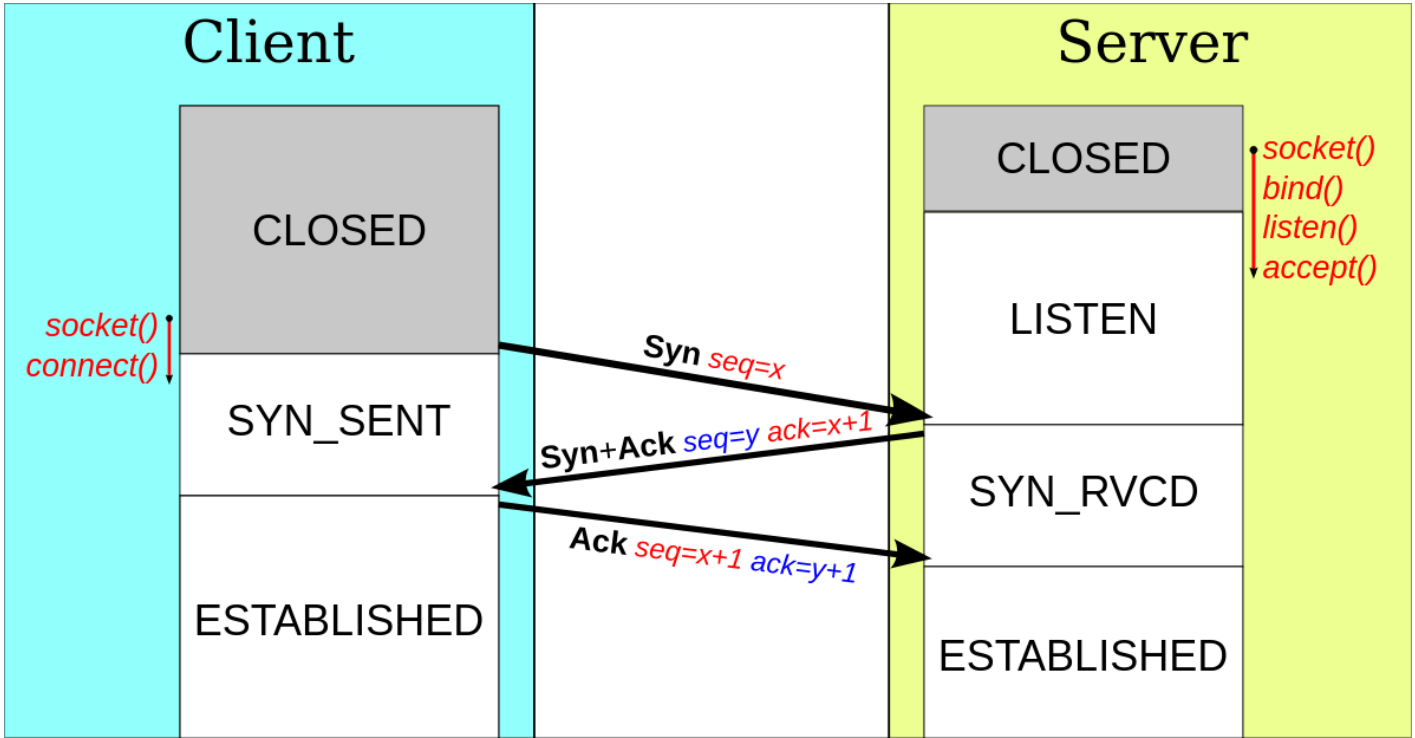 Client
Server
CLOSED
socket()
connect()
SYN_SENT
ESTABLISHED
Syn seq=x
Syn+Ack seq=y ack=x+1
Ack seq=x+1 ack=y+1
CLOSED
LISTEN
SYN_RVCD
ESTABLISHED
socket()
bind()
listen()
accept()